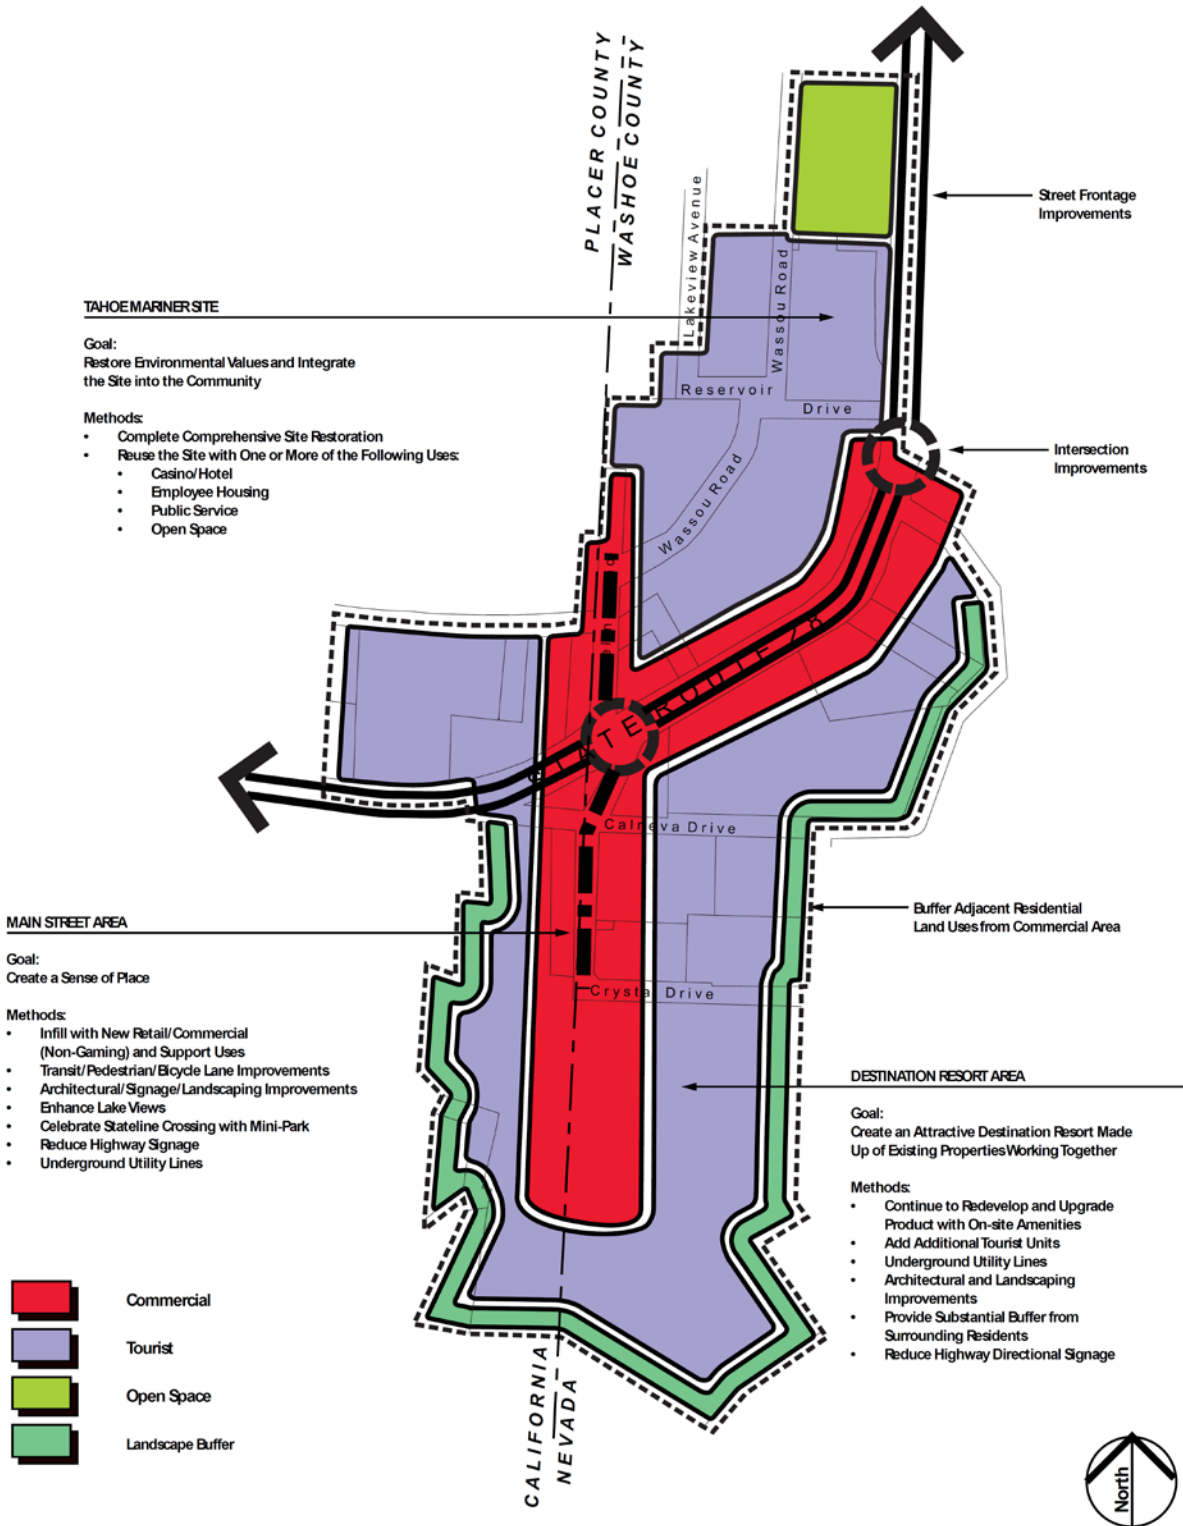 PLACER COUNTY
WASHOE COUNTY
Street Frontage
Improvements
Lakeview Avenue
Wassou Road
TAHOE MARINER SITE
Goal:
Restore Environmental Values and Integrate
the Site into the Community
Methods:
• Complete Comprehensive Site Restoration
• Reuse the Site with One or More of the Following Uses:
• Casino/Hotel
• Employee Housing
• Public Service
• Open Space
Reservoir
Drive
Intersection
Improvements
Wassou Road
STATE ROUTE 28
Calneva Drive
Buffer Adjacent Residential
Land Uses from Commercial Area
MAIN STREET AREA
Goal:
Create a Sense of Place
Methods:
• Infill with New Retail/Commercial
(Non-Gaming) and Support Uses
• Transit/Pedestrian/Bicycle Lane Improvements
• Architectural/Signage/Landscaping Improvements
• Enhance Lake Views
• Celebrate Stateline Crossing with Mini-Park
• Reduce Highway Signage
• Underground Utility Lines
Crystal Drive
DESTINATION RESORT AREA
Goal:
Create an Attractive Destination Resort Made
Up of Existing Properties Working Together
Methods:
• Continue to Redevelop and Upgrade
Product with On-site Amenities
• Add Additional Tourist Units
• Underground Utility Lines
• Architectural and Landscaping
Improvements
• Provide Substantial Buffer from
Surrounding Residents
• Reduce Highway Directional Signage
Commercial
Tourist
Open Space
Landscape Buffer
CALIFORNIA
NEVADA
North